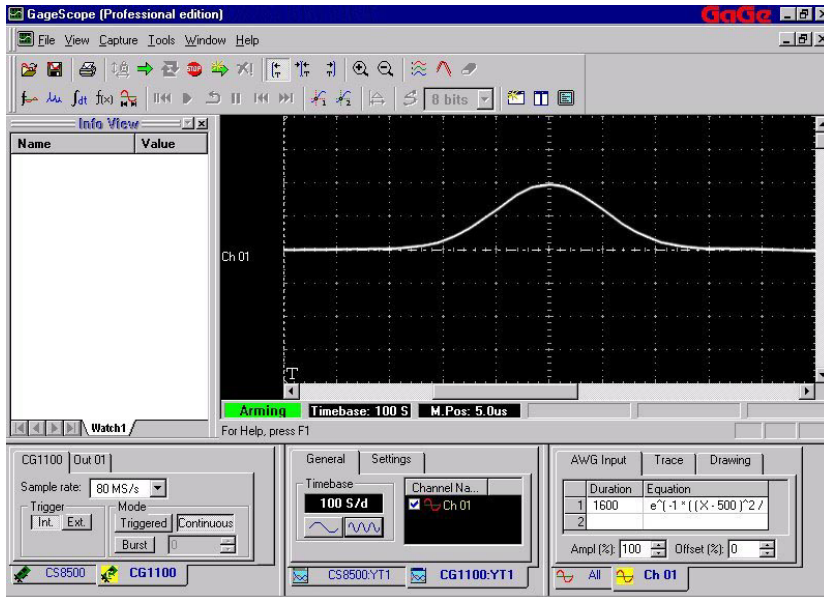 GageScope (Professional edition)
GaGe
File View Capture Tools Window Help
STOP
∫dt f(x)
1 2
8 bits
Info View
Name Value
Ch 01
T
Arming Timebase: 100 S M.Pos: 5.0us
Watch1
For Help, press F1
CG1100 Out 01
Sample rate: 80 MS/s
Trigger
Int. Ext.
Mode
Triggered Continuous
Burst 0
CS8500 CG1100
General Settings
Timebase
100 S/d
Channel Na...
Ch 01
CS8500:YT1 CG1100:YT1
AWG Input Trace Drawing
Duration Equation
1 1600 e^( -1 * ( ( X - 500 )^2 /
2
Ampl (%): 100 Offset (%): 0
All Ch 01